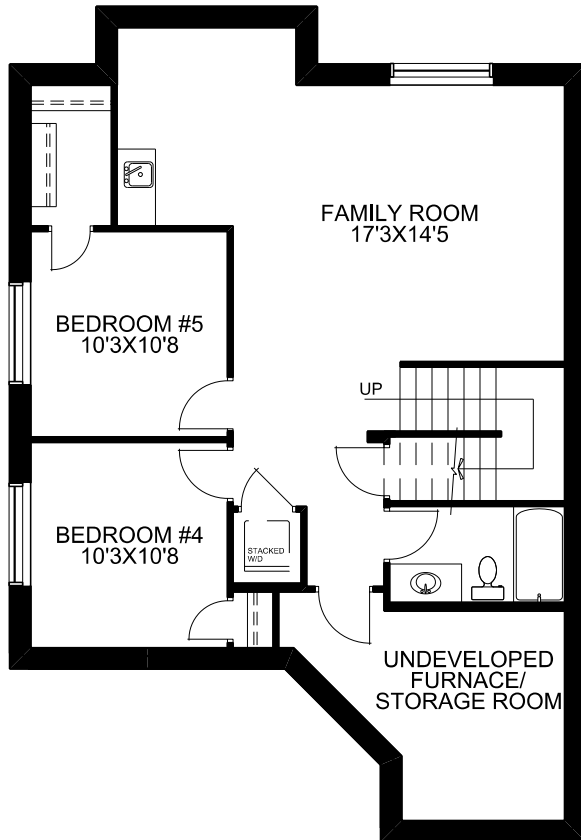 FAMILY ROOM
17'3X14'5
BEDROOM #5
10'3X10'8
UP
BEDROOM #4
10'3X10'8
STACKED
W/D
UNDEVELOPED
FURNACE/
STORAGE ROOM